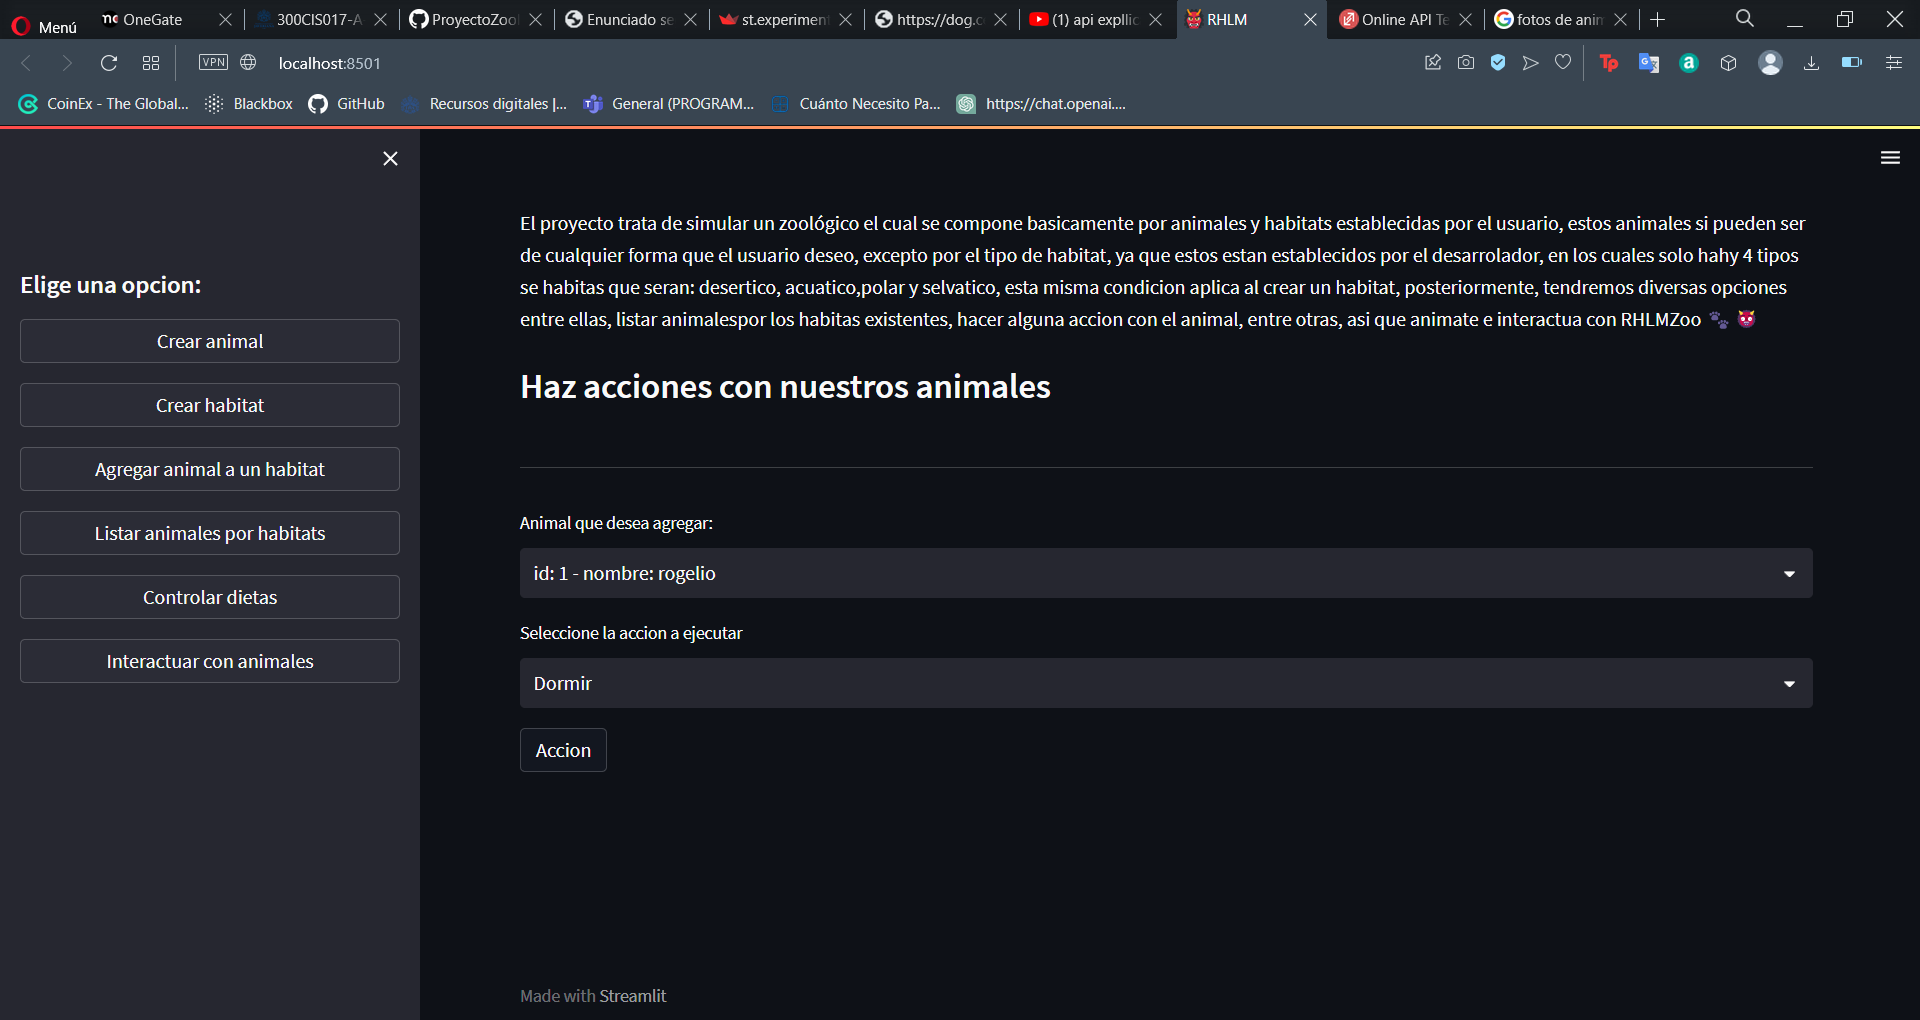 Menú
OneGate
300CIS017-A
ProyectoZool
Enunciado se
st.experimen
https://dog.c
(1) api expllic
RHLM
Online API Te
fotos de anim
VPN
localhost:8501
CoinEx - The Global...
Blackbox
GitHub
Recursos digitales |...
General (PROGRAM...
Cuánto Necesito Pa...
https://chat.openai....
Elige una opcion:
Crear animal
Crear habitat
Agregar animal a un habitat
Listar animales por habitats
Controlar dietas
Interactuar con animales
El proyecto trata de simular un zoológico el cual se compone basicamente por animales y habitats establecidas por el usuario, estos animales si pueden ser
de cualquier forma que el usuario deseo, excepto por el tipo de habitat, ya que estos estan establecidos por el desarrolador, en los cuales solo hahy 4 tipos
se habitas que seran: desertico, acuatico,polar y selvatico, esta misma condicion aplica al crear un habitat, posteriormente, tendremos diversas opciones
entre ellas, listar animalespor los habitas existentes, hacer alguna accion con el animal, entre otras, asi que animate e interactua con RHLMZoo 🐾 👹
Haz acciones con nuestros animales
Animal que desea agregar:
id: 1 - nombre: rogelio
Seleccione la accion a ejecutar
Dormir
Accion
Made with Streamlit